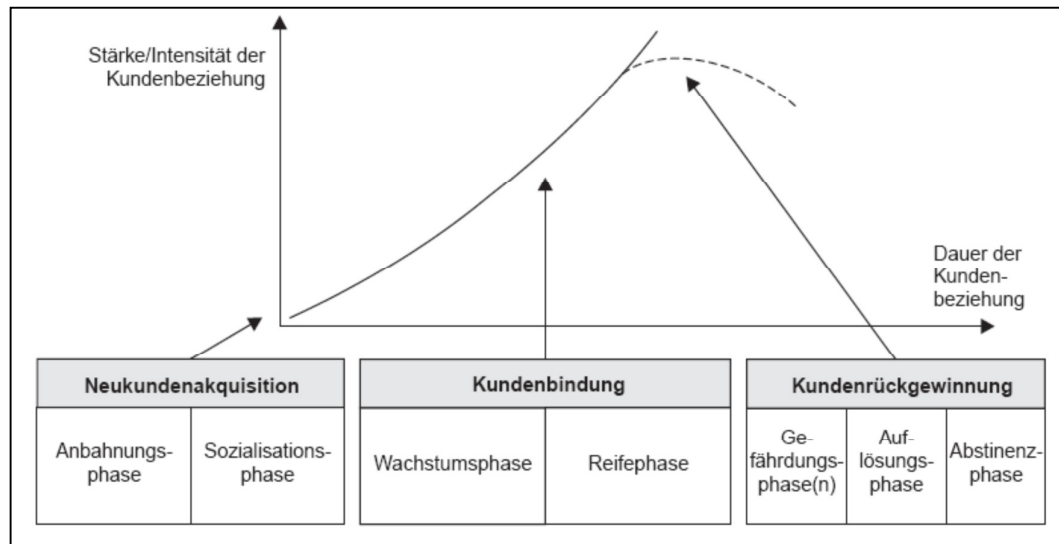 Stärke/Intensität der
Kundenbeziehung
Dauer der
Kunden-
beziehung
Neukundenakquisition
Anbahnungs-
phase
Sozialisations-
phase
Kundenbindung
Wachstumsphase
Reifephase
Kundenrückgewinnung
Ge-
fährdungs-
phase(n)
Auf-
lösungs-
phase
Abstinenz-
phase